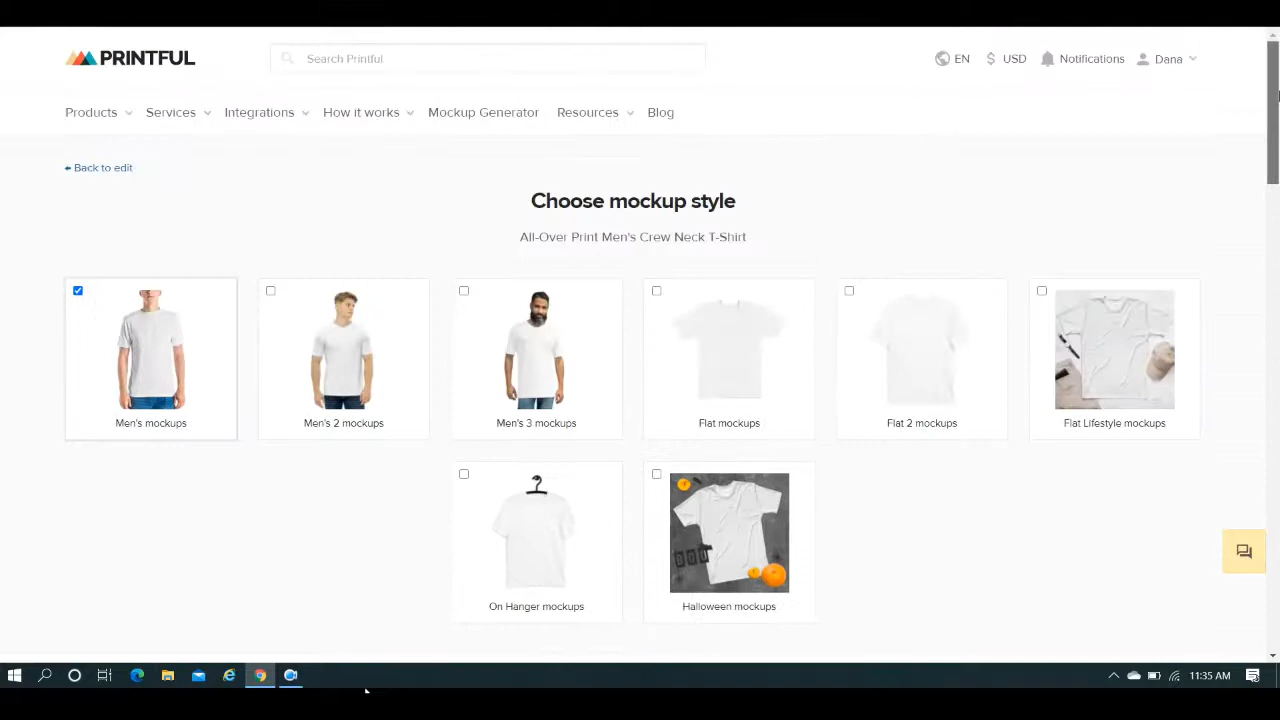 PRINTFUL
Search Printful
EN
USD
Notifications
Dana
Products
Services
Integrations
How it works
Mockup Generator
Resources
Blog
Back to edit
Choose mockup style
All-Over Print Men's Crew Neck T-Shirt
Men's mockups
Men's 2 mockups
Men's 3 mockups
Flat mockups
Flat 2 mockups
Flat Lifestyle mockups
On Hanger mockups
Halloween mockups
11:35 AM